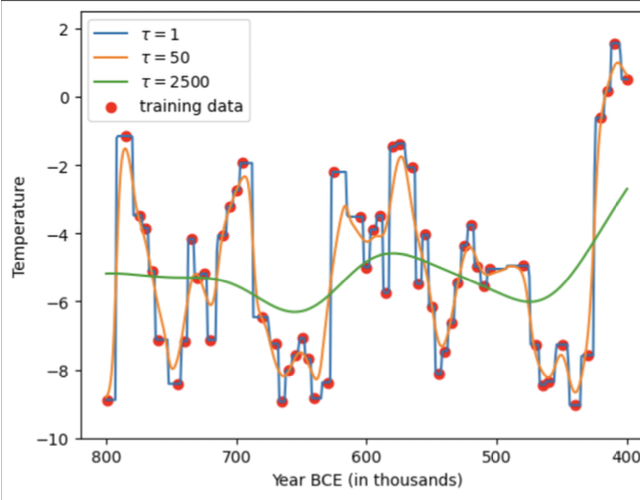 2
0
−2
−4
−6
−8
−10
Temperature
τ = 1
τ = 50
τ = 2500
training data
800
700
600
500
400
Year BCE (in thousands)